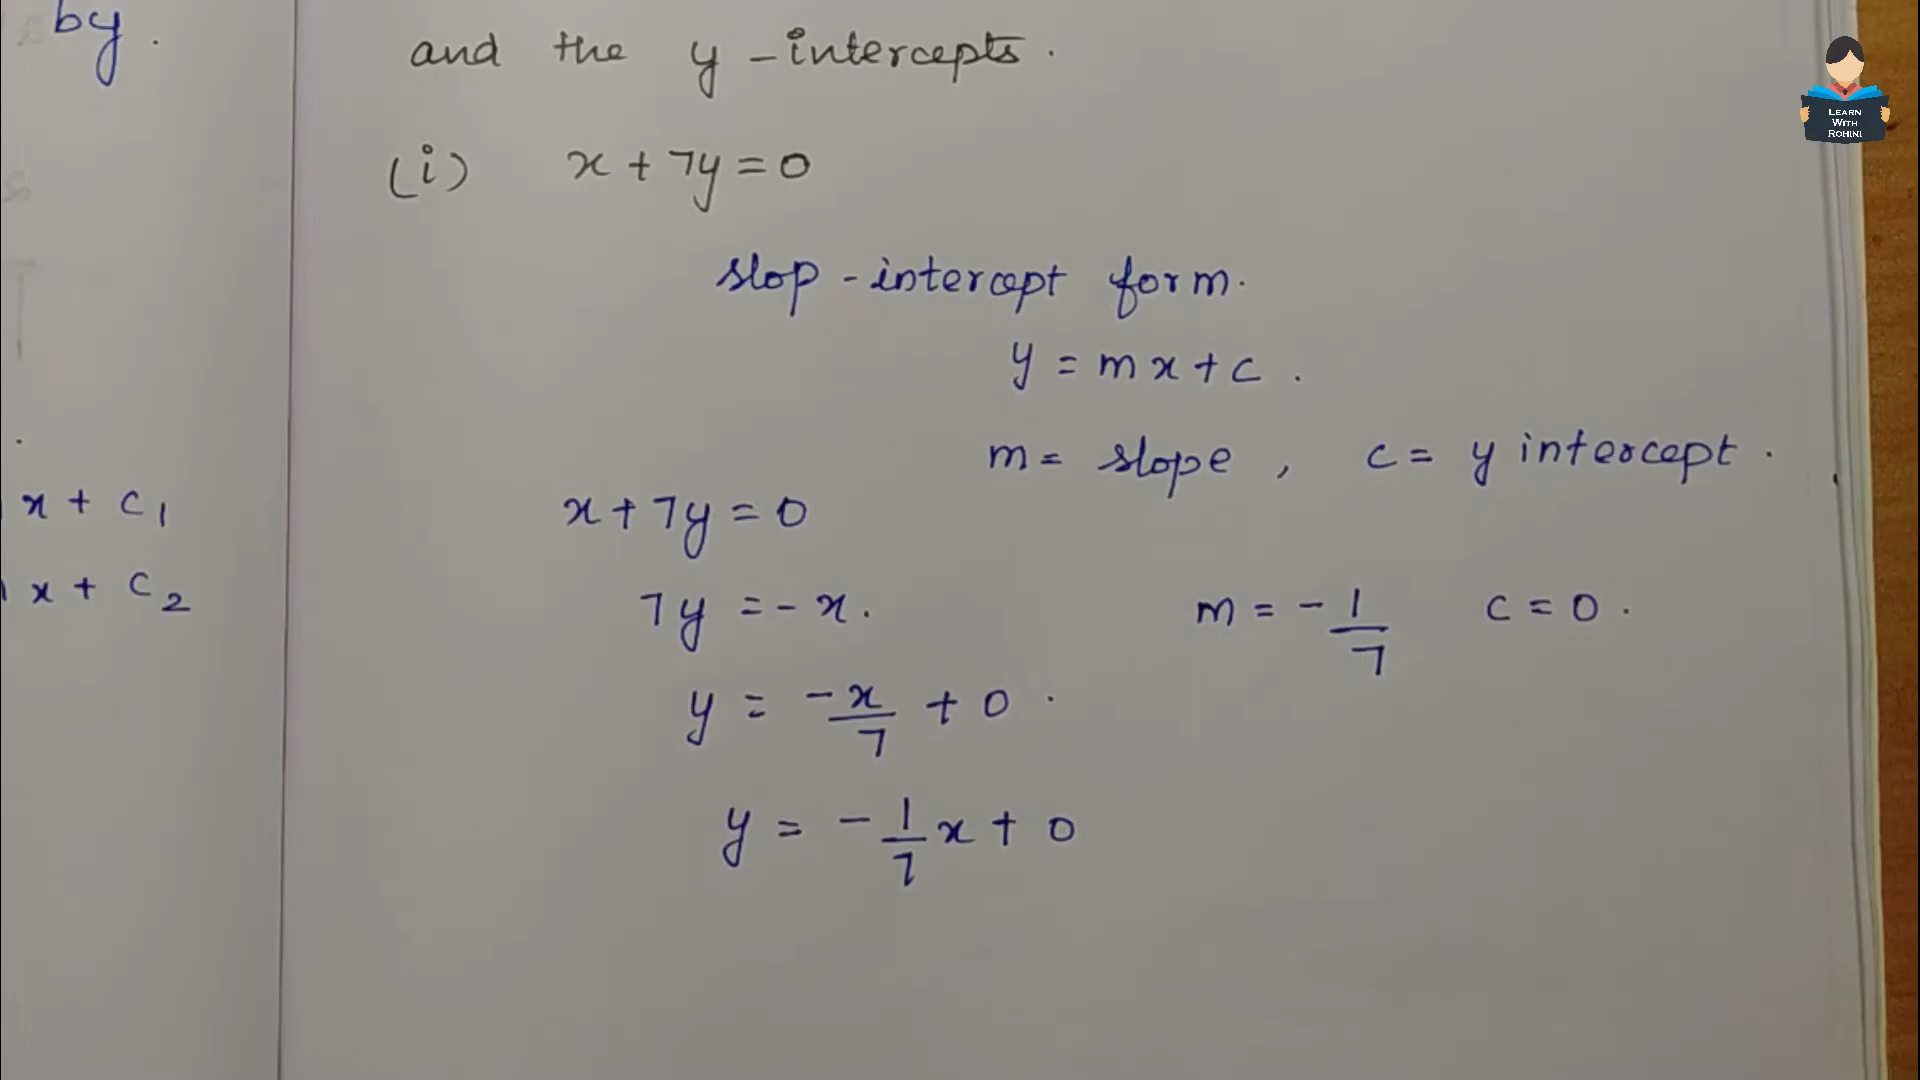 by.
x + c1
x + c2
and the y-intercepts.
(i) x + 7y = 0
slop-intercept form.
y = mx + c.
m = slope, c = y intercept.
x + 7y = 0
7y = -x. m = -1/7 c = 0.
y = -x/7 + 0.
y = -1/7 x + 0
LEARN
WITH
ROHINI